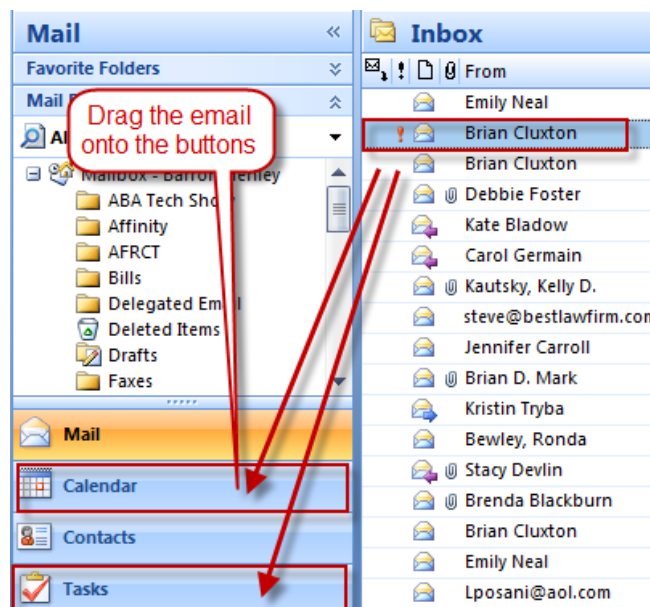 Mail
Favorite Folders
Mail
Drag the email
onto the buttons
Mailbox -
ABA Tech Show
Affinity
AFRCT
Bills
Delegated Email
Deleted Items
Drafts
Faxes
Mail
Calendar
Contacts
Tasks
Inbox
From
Emily Neal
Brian Cluxton
Brian Cluxton
Debbie Foster
Kate Bladow
Carol Germain
Kautsky, Kelly D.
steve@bestlawfirm.com
Jennifer Carroll
Brian D. Mark
Kristin Tryba
Bewley, Ronda
Stacy Devlin
Brenda Blackburn
Brian Cluxton
Emily Neal
Lposani@aol.com